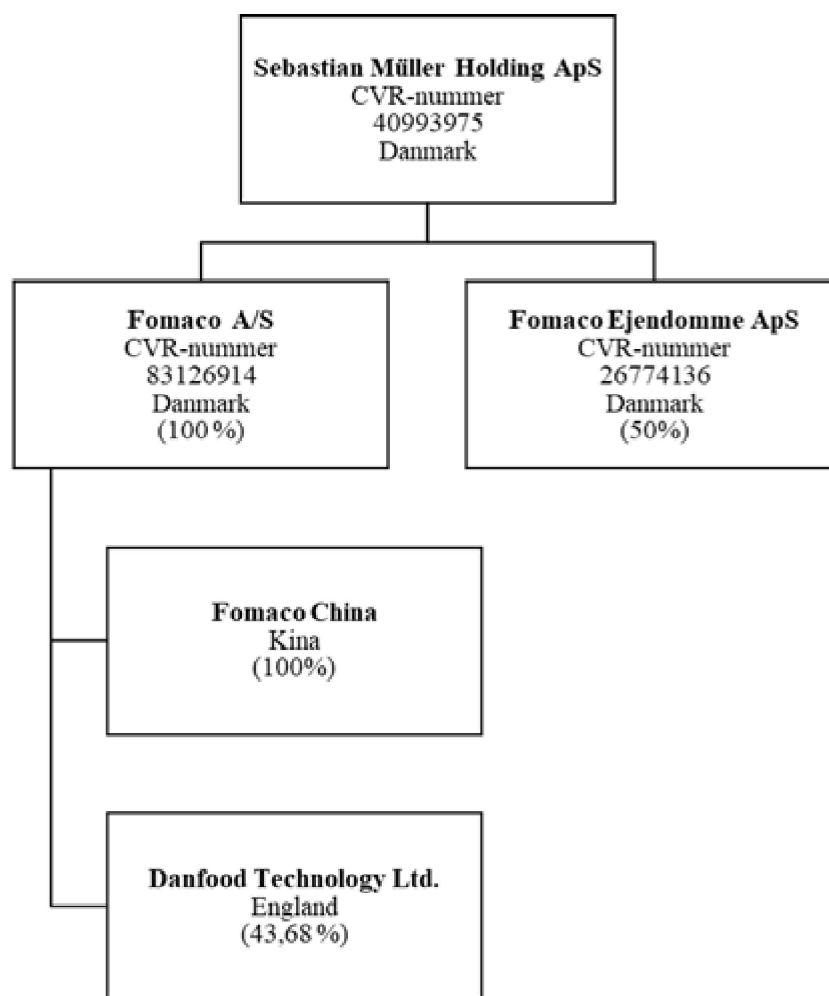 Sebastian Müller Holding ApS
CVR-nummer
40993975
Danmark
Fomaco A/S
CVR-nummer
83126914
Danmark
(100 %)
Fomaco Ejendomme ApS
CVR-nummer
26774136
Danmark
(50%)
Fomaco China
Kina
(100%)
Danfood Technology Ltd.
England
(43,68 %)